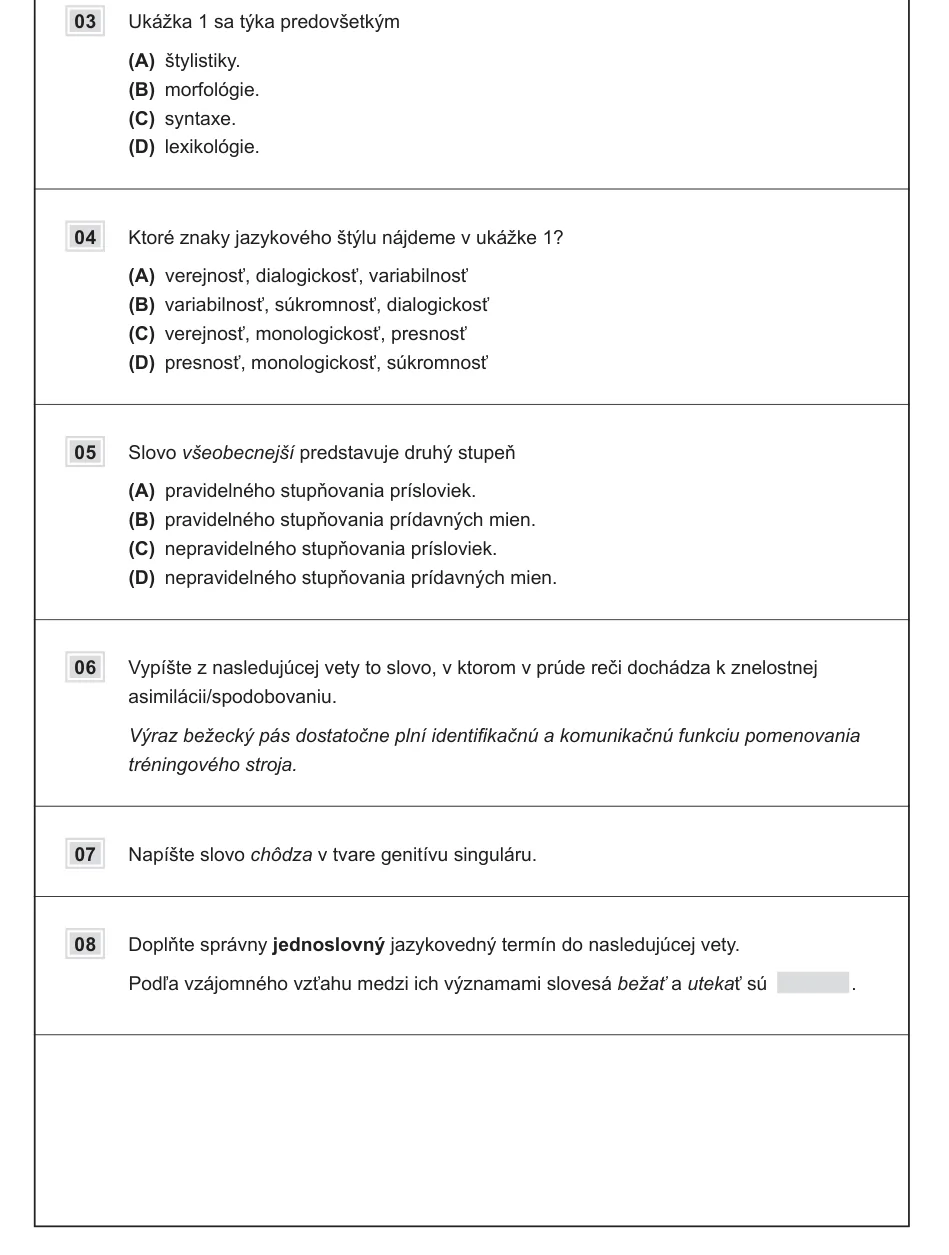 03 Ukážka 1 sa týka predovšetkým
(A) štylistiky.
(B) morfológie.
(C) syntaxe.
(D) lexikológie.
04 Ktoré znaky jazykového štýlu nájdeme v ukážke 1?
(A) verejnosť, dialogickosť, variabilnosť
(B) variabilnosť, súkromnosť, dialogickosť
(C) verejnosť, monologickosť, presnosť
(D) presnosť, monologickosť, súkromnosť
05 Slovo všeobecnejší predstavuje druhý stupeň
(A) pravidelného stupňovania prísloviek.
(B) pravidelného stupňovania prídavných mien.
(C) nepravidelného stupňovania prísloviek.
(D) nepravidelného stupňovania prídavných mien.
06 Vypíšte z nasledujúcej vety to slovo, v ktorom v prúde reči dochádza k znelostnej
asimilácii/spodobovaniu.
Výraz bežecký pás dostatočne plní identifikačnú a komunikačnú funkciu pomenovania
tréningového stroja.
07 Napíšte slovo chôdza v tvare genitívu singuláru.
08 Doplňte správny jednoslovný jazykovedný termín do nasledujúcej vety.
Podľa vzájomného vzťahu medzi ich významami slovesá bežať a utekať sú .